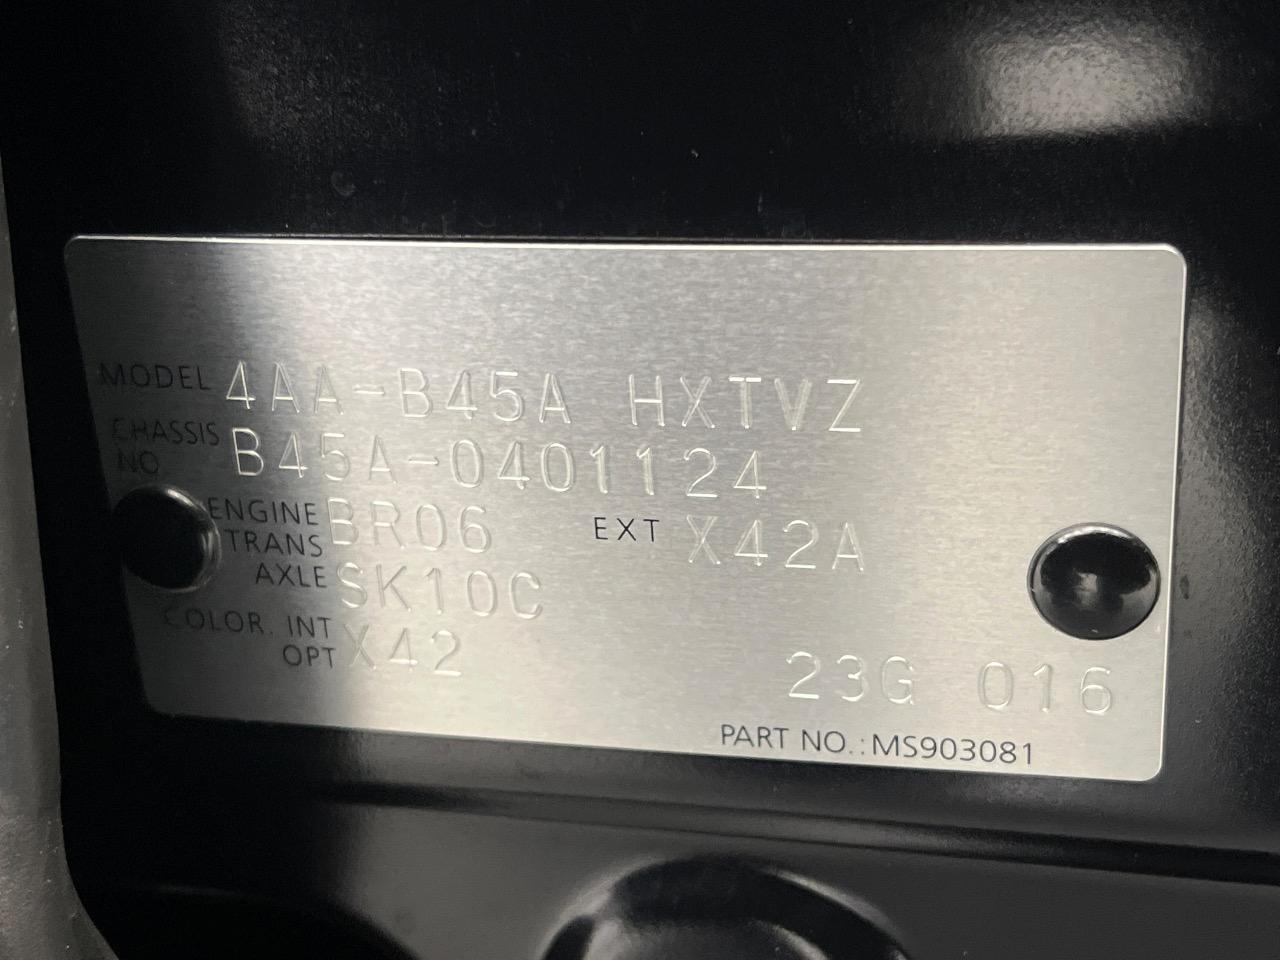 MODEL 4AA-B45A HXTVZ
CHASSIS NO. B45A-0401124
ENGINE BR06 EXT X42A
TRANS AXLE SK10C
COLOR. INT
OPT X42
23G 016
PART NO.:MS903081